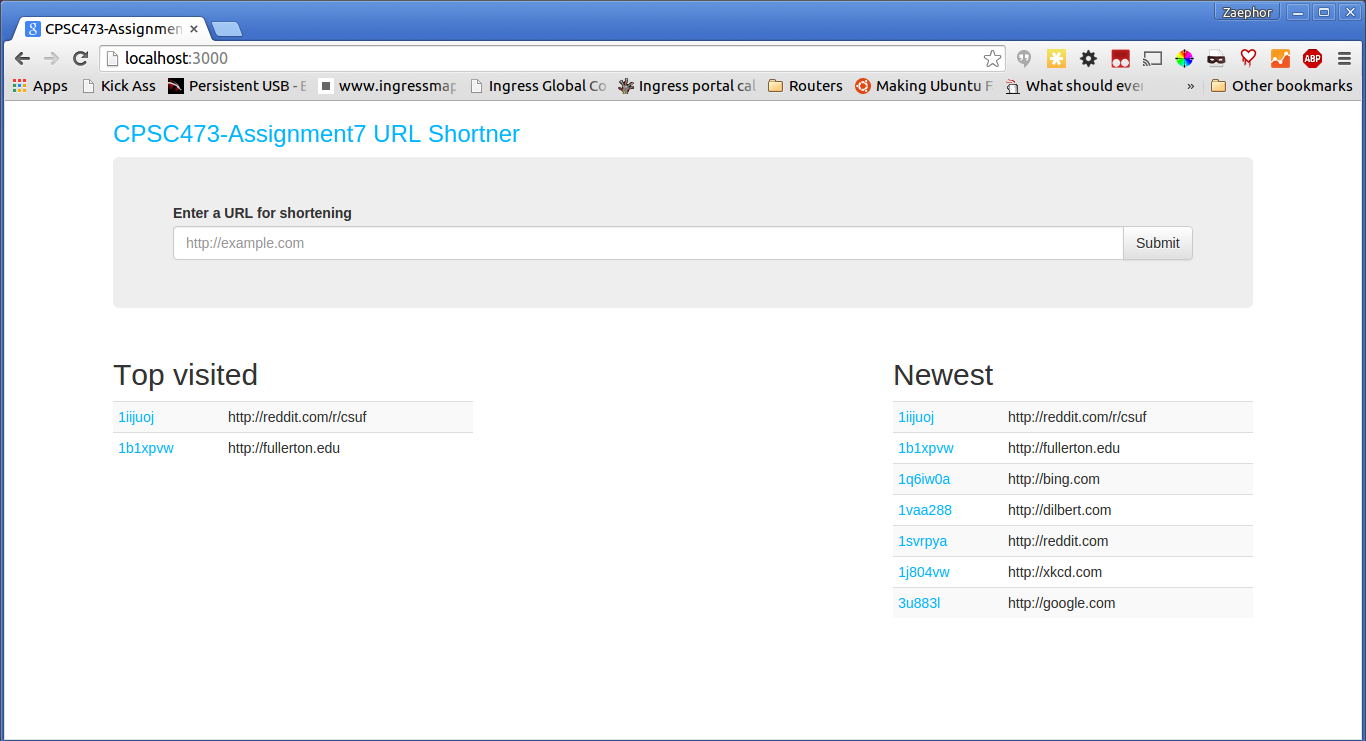 Zaephor
CPSC473-Assignmen
localhost:3000
Apps Kick Ass Persistent USB - www.ingressmap Ingress Global Co Ingress portal cal Routers Making Ubuntu F What should ever » Other bookmarks
CPSC473-Assignment7 URL Shortner
Enter a URL for shortening
http://example.com Submit
Top visited
1iijuoj http://reddit.com/r/csuf
1b1xpvw http://fullerton.edu
Newest
1iijuoj http://reddit.com/r/csuf
1b1xpvw http://fullerton.edu
1q6iw0a http://bing.com
1vaa288 http://dilbert.com
1svrpya http://reddit.com
1j804vw http://xkcd.com
3u883l http://google.com
ABP